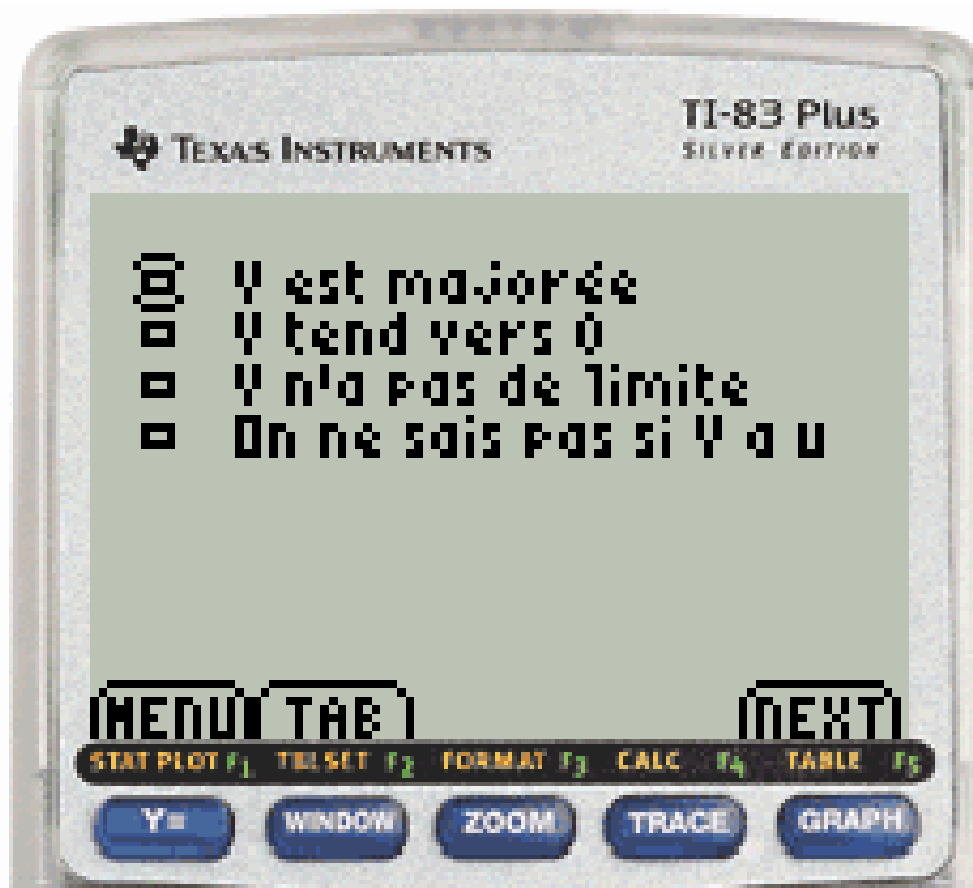 TI-83 Plus
TEXAS INSTRUMENTS
SILVER EDITION
V est majorée
V tend vers 0
V n'a pas de limite
On ne sais pas si V a u
MENU TAB NEXT
STAT PLOT F1 TBLSET F2 FORMAT F3 CALC F4 TABLE F5
Y= WINDOW ZOOM TRACE GRAPH